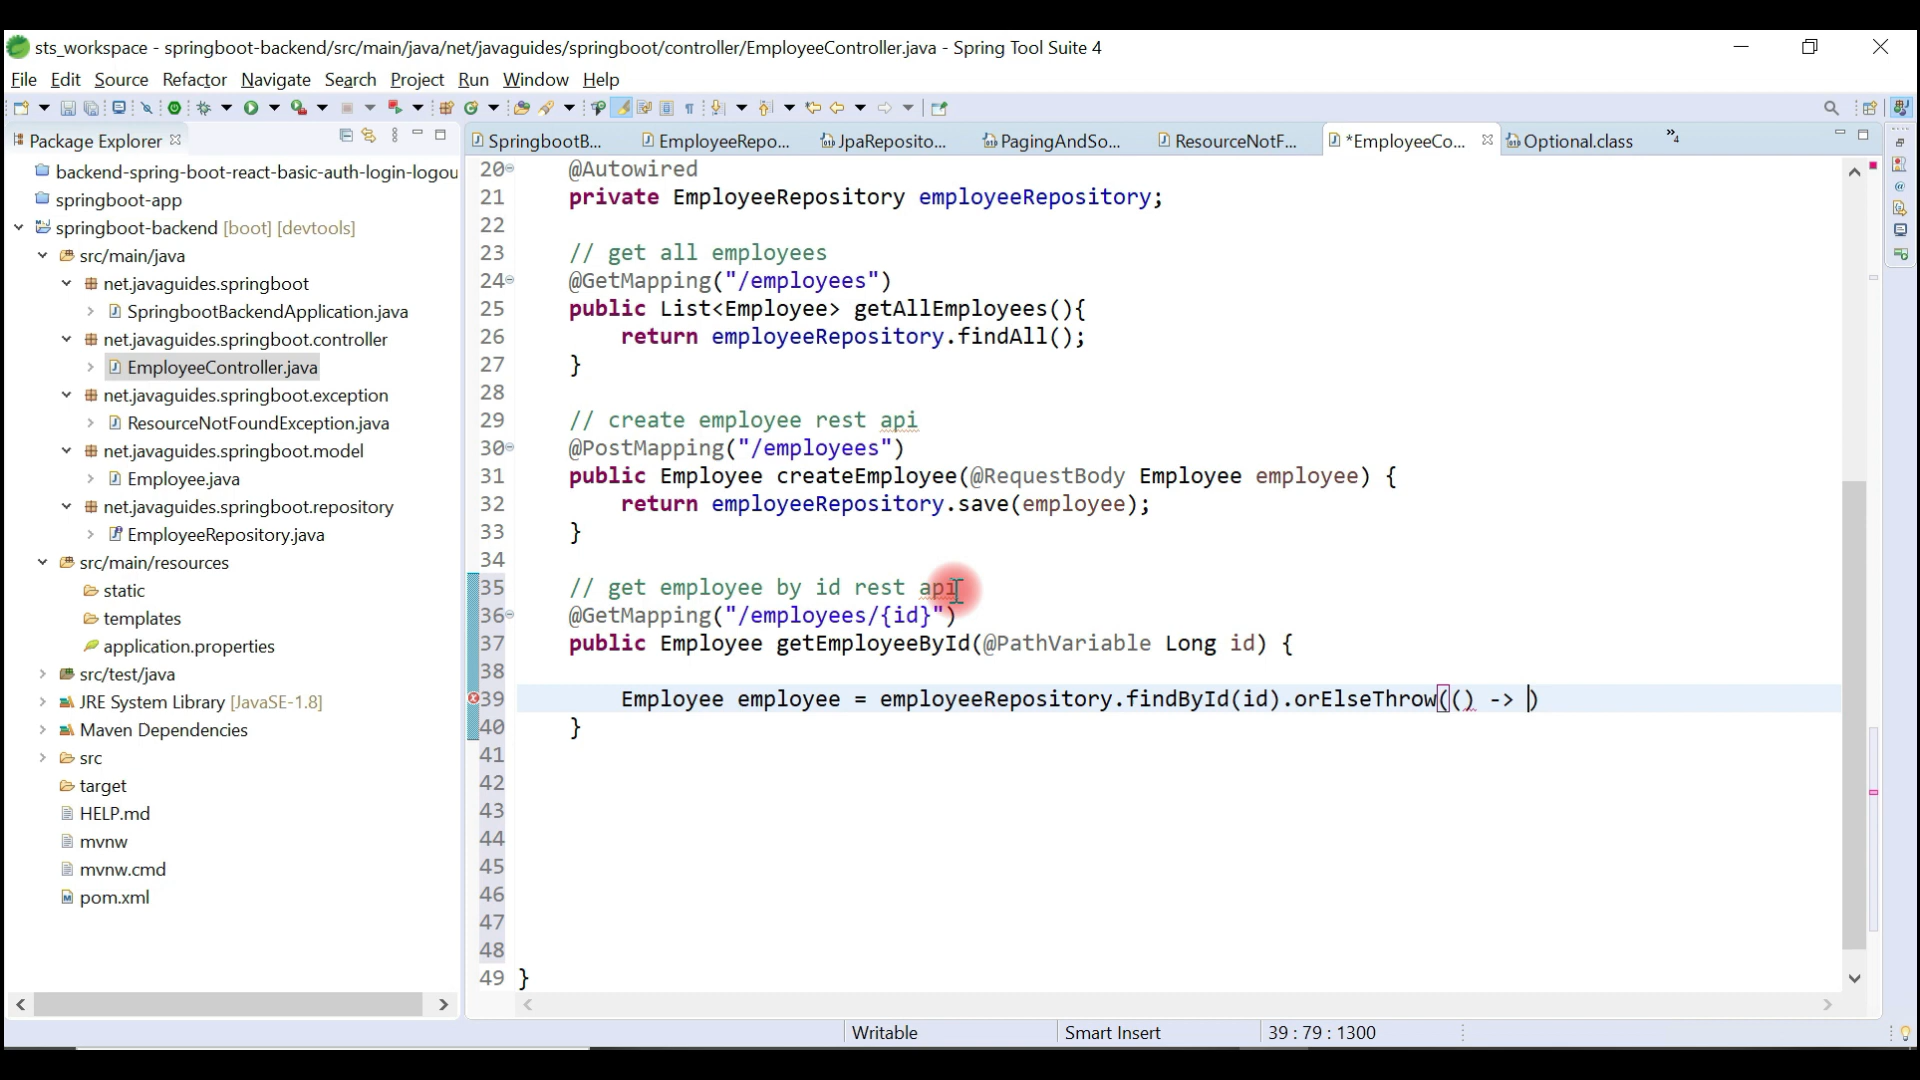 sts_workspace - springboot-backend/src/main/java/net/javaguides/springboot/controller/EmployeeController.java - Spring Tool Suite 4
File Edit Source Refactor Navigate Search Project Run Window Help
Package Explorer
backend-spring-boot-react-basic-auth-login-logou
springboot-app
springboot-backend [boot] [devtools]
src/main/java
net.javaguides.springboot
SpringbootBackendApplication.java
net.javaguides.springboot.controller
EmployeeController.java
net.javaguides.springboot.exception
ResourceNotFoundException.java
net.javaguides.springboot.model
Employee.java
net.javaguides.springboot.repository
EmployeeRepository.java
src/main/resources
static
templates
application.properties
src/test/java
JRE System Library [JavaSE-1.8]
Maven Dependencies
src
target
HELP.md
mvnw
mvnw.cmd
pom.xml
SpringbootB... EmployeeRepo... JpaReposito... PagingAndSo... ResourceNotF... *EmployeeCo... Optional.class »4
20 @Autowired
21 private EmployeeRepository employeeRepository;
22
23 // get all employees
24 @GetMapping("/employees")
25 public List<Employee> getAllEmployees(){
26 return employeeRepository.findAll();
27 }
28
29 // create employee rest api
30 @PostMapping("/employees")
31 public Employee createEmployee(@RequestBody Employee employee) {
32 return employeeRepository.save(employee);
33 }
34
35 // get employee by id rest api
36 @GetMapping("/employees/{id}")
37 public Employee getEmployeeById(@PathVariable Long id) {
38
39 Employee employee = employeeRepository.findById(id).orElseThrow(() -> )
40 }
41
42
43
44
45
46
47
48
49 }
Writable Smart Insert 39 : 79 : 1300